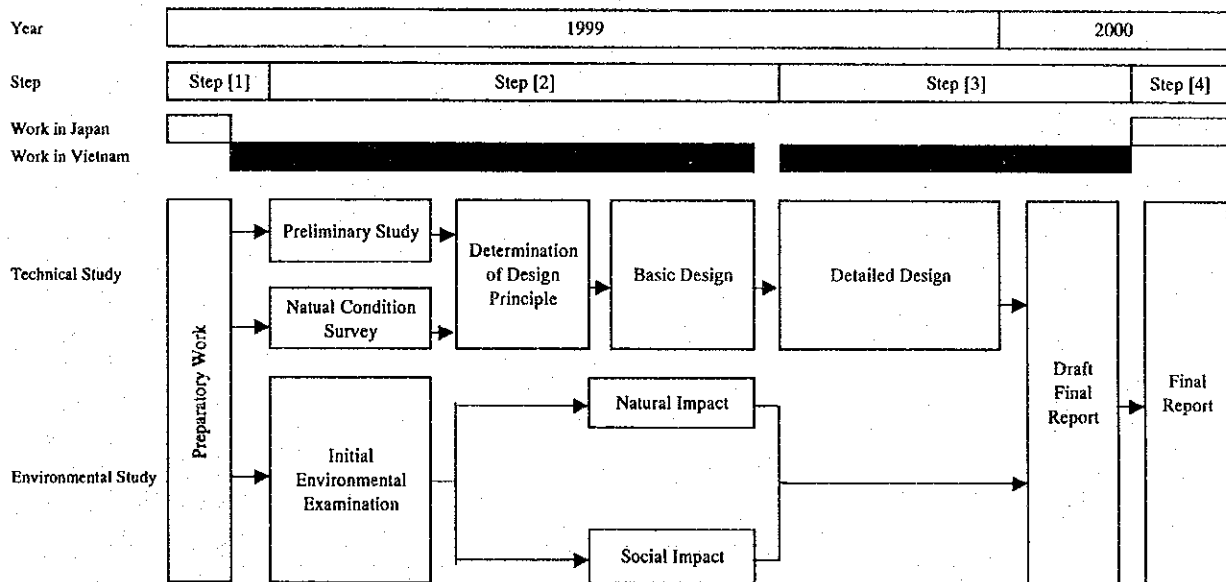 Year
1999
2000
Step
Step [1]
Step [2]
Step [3]
Step [4]
Work in Japan
Work in Vietnam
Technical Study
Environmental Study
Preparatory Work
Preliminary Study
Natual Condition
Survey
Determination
of Design
Principle
Basic Design
Detailed Design
Initial
Environmental
Examination
Natural Impact
Social Impact
Draft
Final
Report
Final
Report